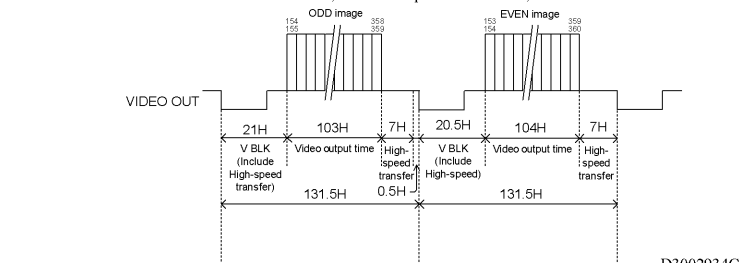 ODD image
EVEN image
154 358
155 359
153 359
154 360
VIDEO OUT
21H 103H 7H 20.5H 104H 7H
V BLK
(Include
High-speed
transfer)
Video output time
High-
speed
transfer
0.5H
V BLK
(Include
High-speed)
Video output time
High-
speed
transfer
131.5H 131.5H